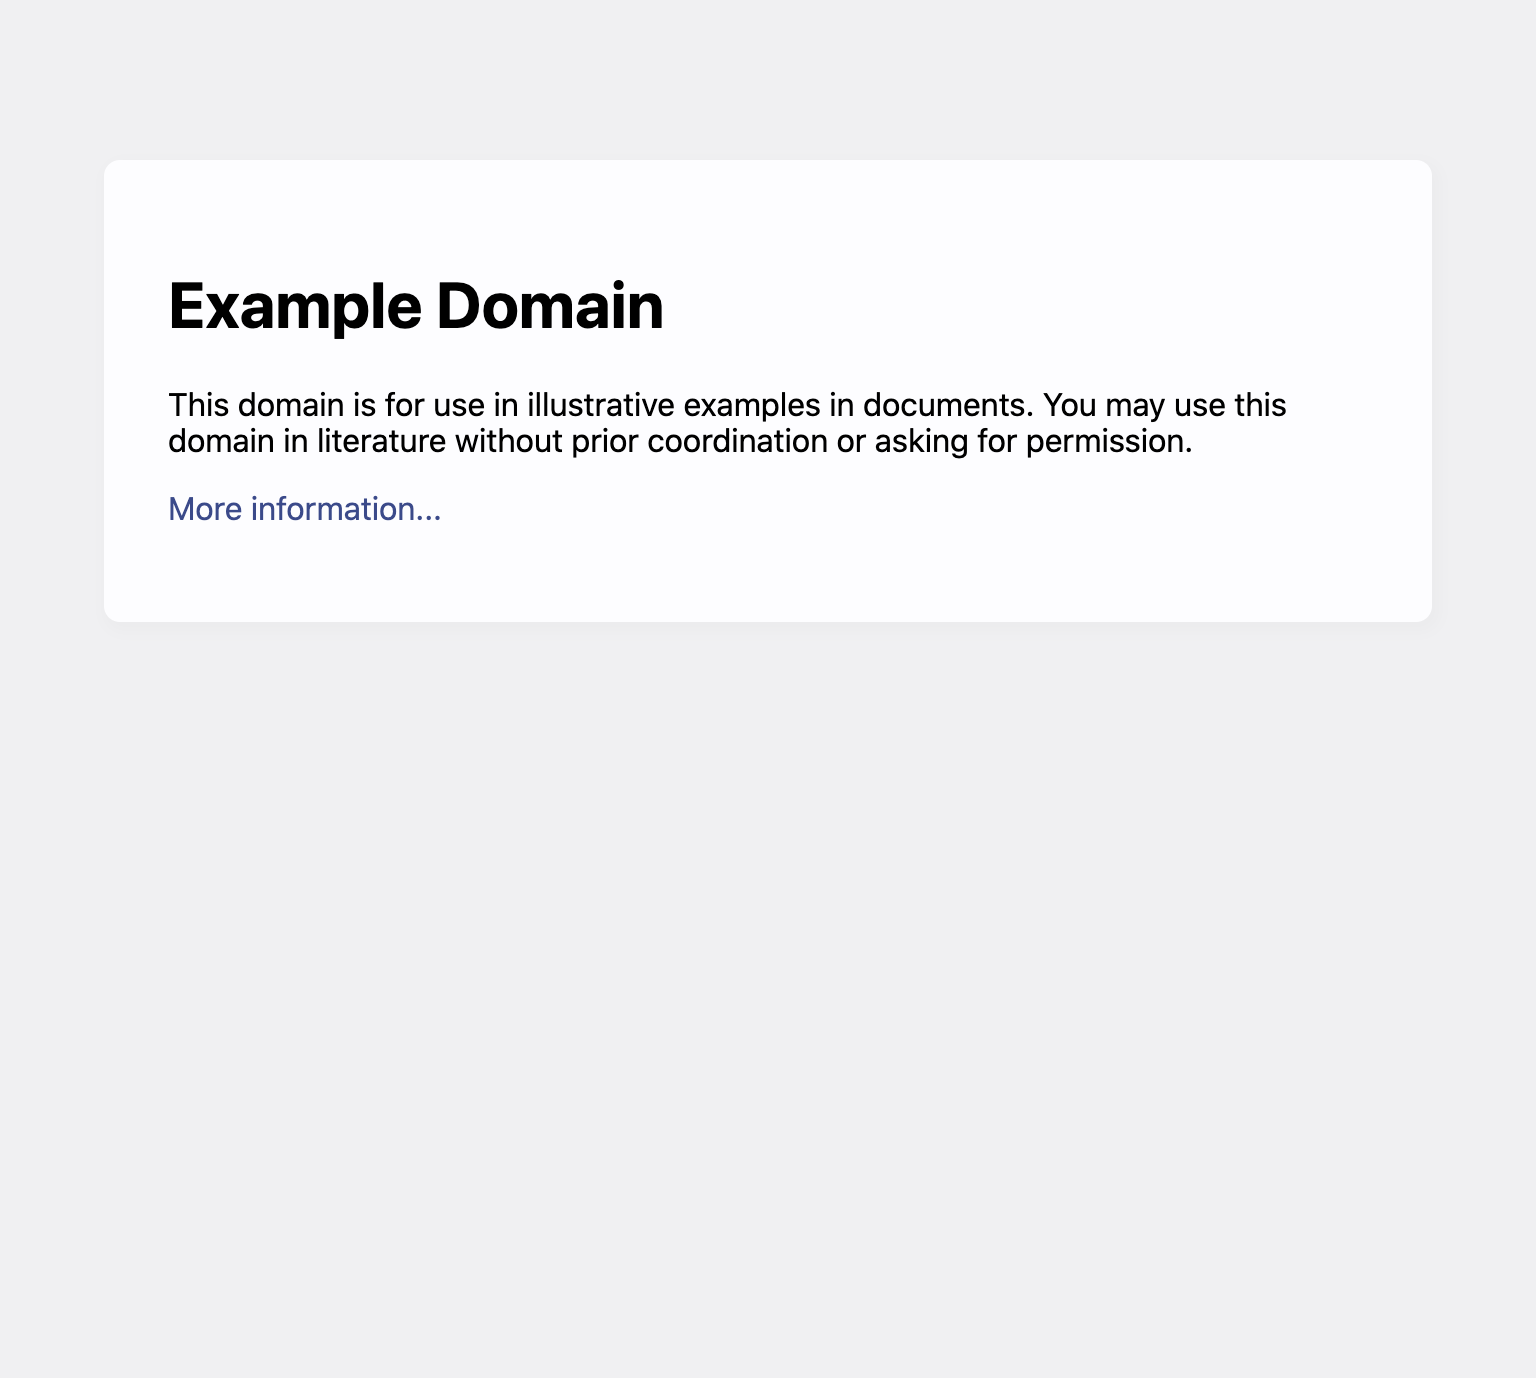 Example Domain
This domain is for use in illustrative examples in documents. You may use this
domain in literature without prior coordination or asking for permission.
More information...